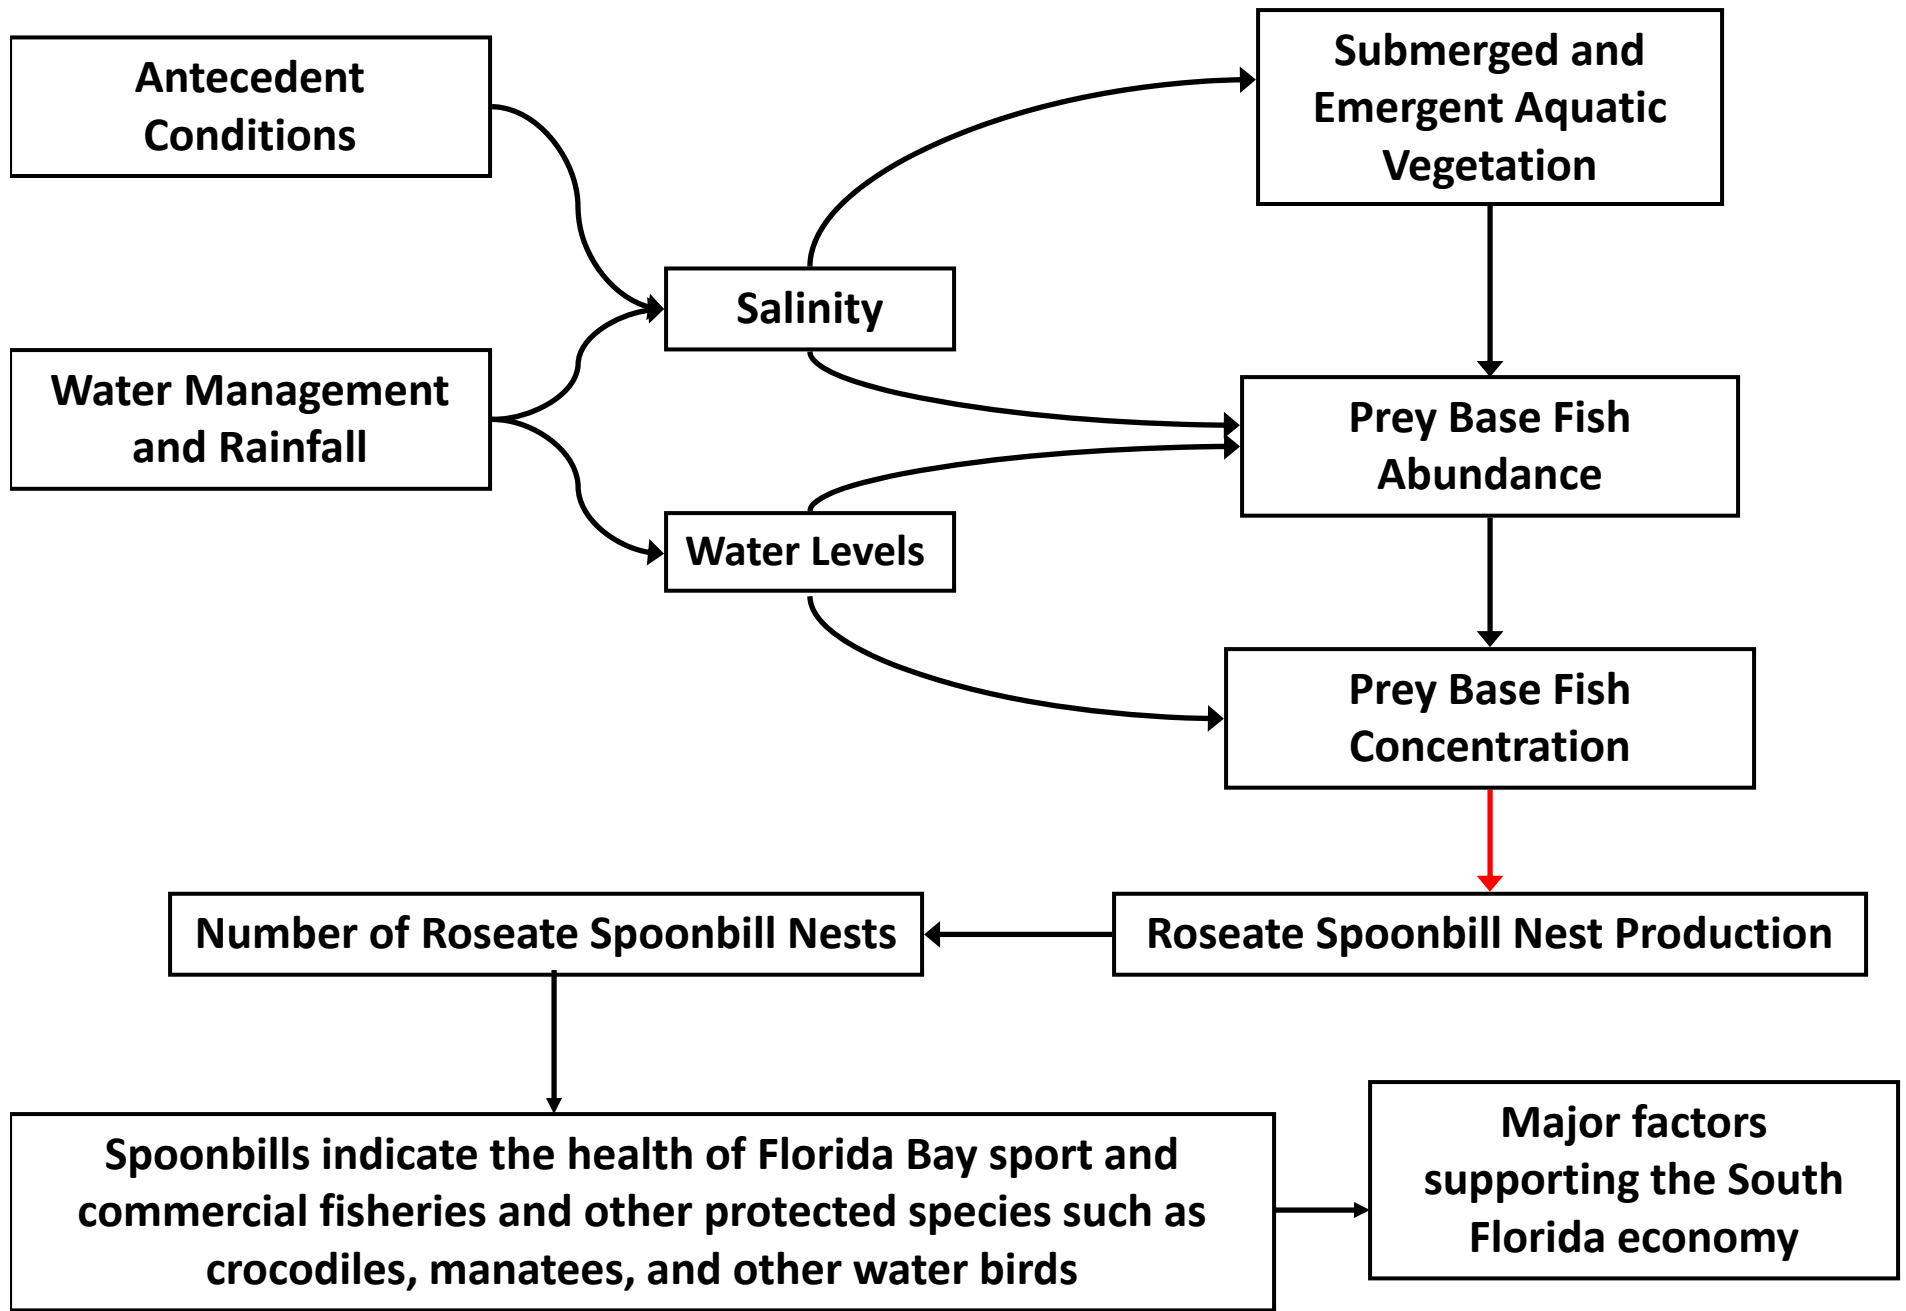 Antecedent
Conditions
Submerged and
Emergent Aquatic
Vegetation
Salinity
Water Management
and Rainfall
Prey Base Fish
Abundance
Water Levels
Prey Base Fish
Concentration
Number of Roseate Spoonbill Nests
Roseate Spoonbill Nest Production
Spoonbills indicate the health of Florida Bay sport and
commercial fisheries and other protected species such as
crocodiles, manatees, and other water birds
Major factors
supporting the South
Florida economy